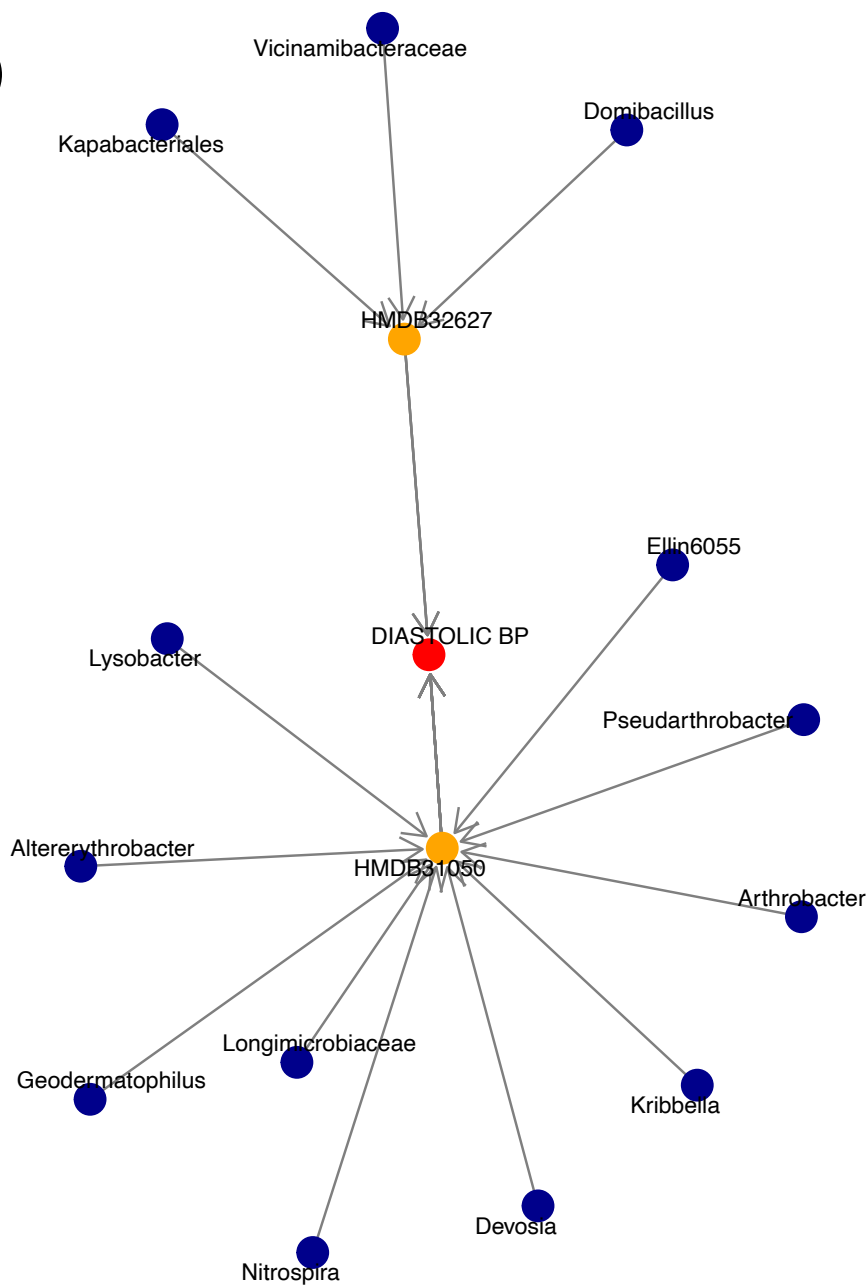 Vicinamibacteraceae
Domibacillus
Kapabacteriales
HMDB32627
Ellin6055
DIASTOLIC BP
Lysobacter
Pseudarthrobacter
Altererythrobacter
HMDB31050
Arthrobacter
Longimicrobiaceae
Geodermatophilus
Kribbella
Devosia
Nitrospira